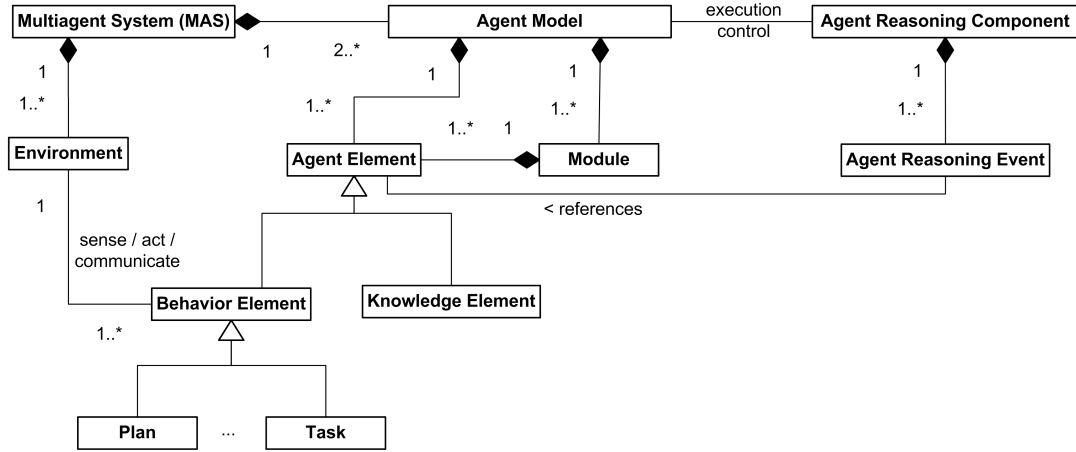 Multiagent System (MAS)
Agent Model
execution
control
Agent Reasoning Component
1
2..*
1
1..*
1
1..*
1
1..*
1
1..*
1..*
1
Environment
Agent Element
Module
Agent Reasoning Event
1
< references
sense / act /
communicate
Behavior Element
Knowledge Element
1..*
Plan
...
Task